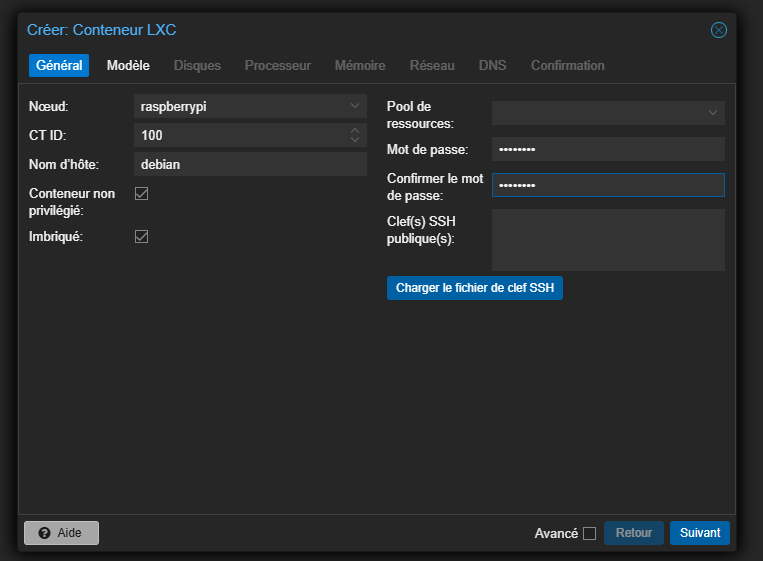 Créer: Conteneur LXC
Général Modèle Disques Processeur Mémoire Réseau DNS Confirmation
Nœud: raspberrypi
CT ID: 100
Nom d'hôte: debian
Conteneur non
privilégié:
Imbriqué:
Pool de
ressources:
Mot de passe: ••••••••
Confirmer le mot
de passe: ••••••••
Clef(s) SSH
publique(s):
Charger le fichier de clef SSH
? Aide
Avancé Retour Suivant